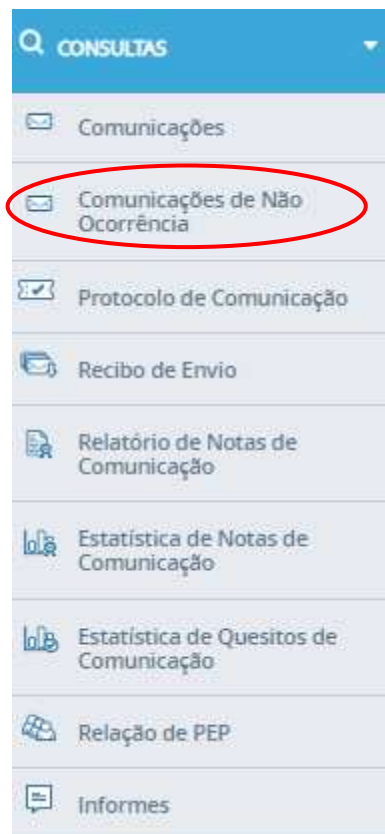 CONSULTAS
Comunicações
Comunicações de Não
Ocorrência
Protocolo de Comunicação
Recibo de Envio
Relatório de Notas de
Comunicação
Estatística de Notas de
Comunicação
Estatística de Quesitos de
Comunicação
Relação de PEP
Informes